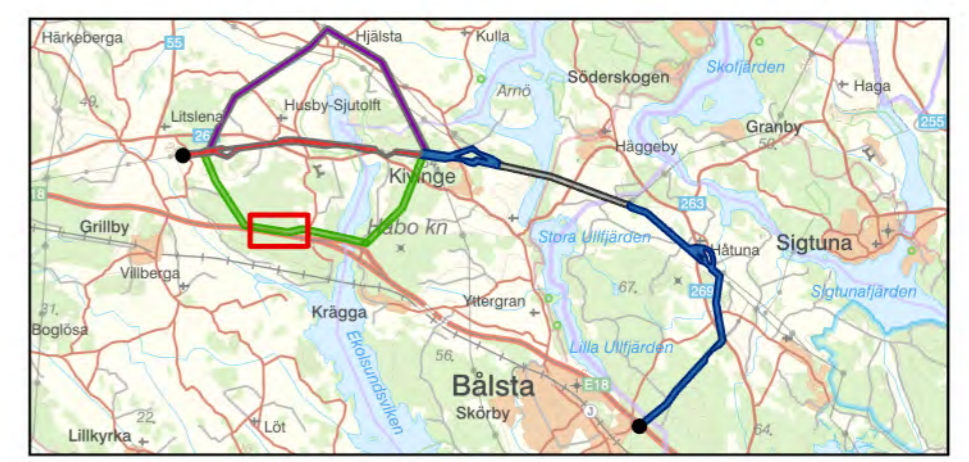 Härkeberga
55
Hjälsta
Kulla
Skofjärden
Söderskogen
Haga
49.
Arnö
Husby-Sjutolft
Litslena
255
Granby
50.
Häggeby
Kivinge
263
Grillby
Håbo kn
Stora Ullfjärden
Håtuna
Sigtuna
Villberga
67.
269
Sigtunafjärden
31.
Krägga
Yttergran
Boglösa
Lilla Ullfjärden
56.
Ekolsundsviken
Bålsta
E18
Skörby
22.
Löt
64.
Lillkyrka